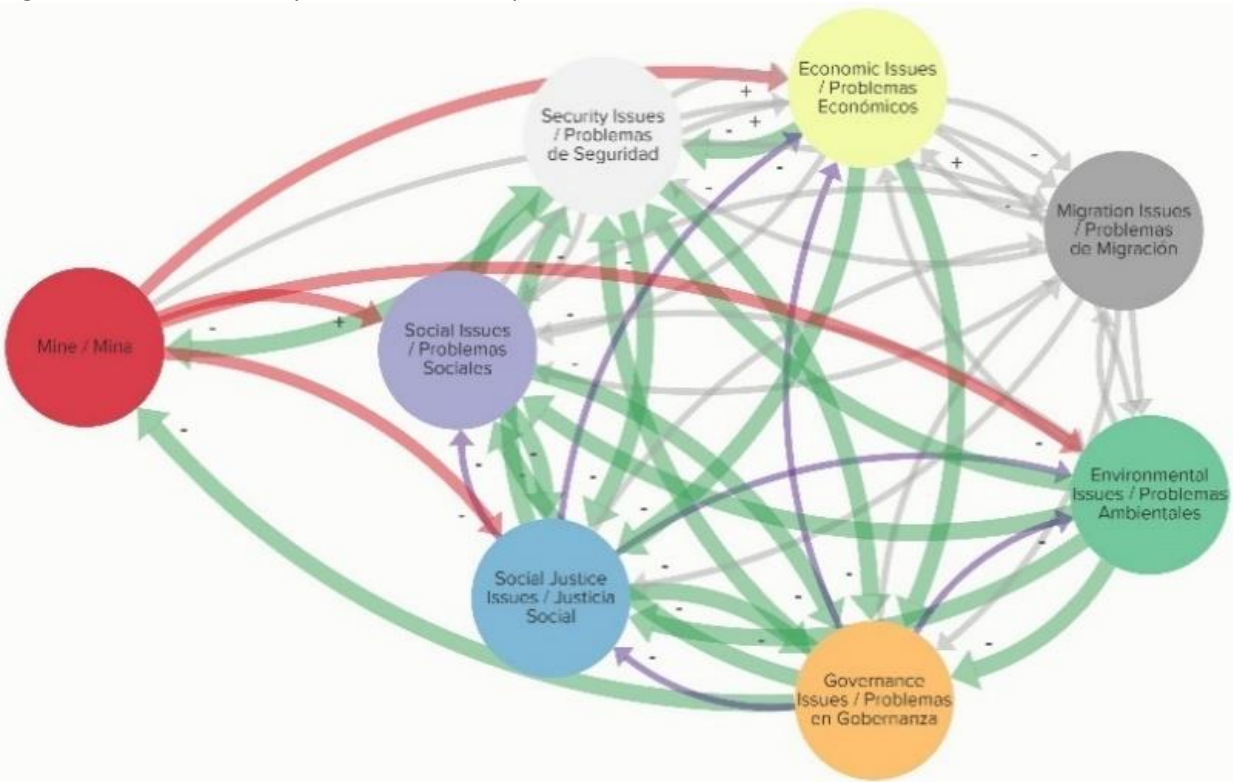 Economic Issues
/ Problemas
Económicos
Security Issues
/ Problemas
de Seguridad
Migration Issues
/ Problemas
de Migración
Mine / Mina
Social Issues
/ Problemas
Sociales
Environmental
Issues / Problemas
Ambientales
Social Justice
Issues / Justicia
Social
Governance
Issues / Problemas
en Gobernanza